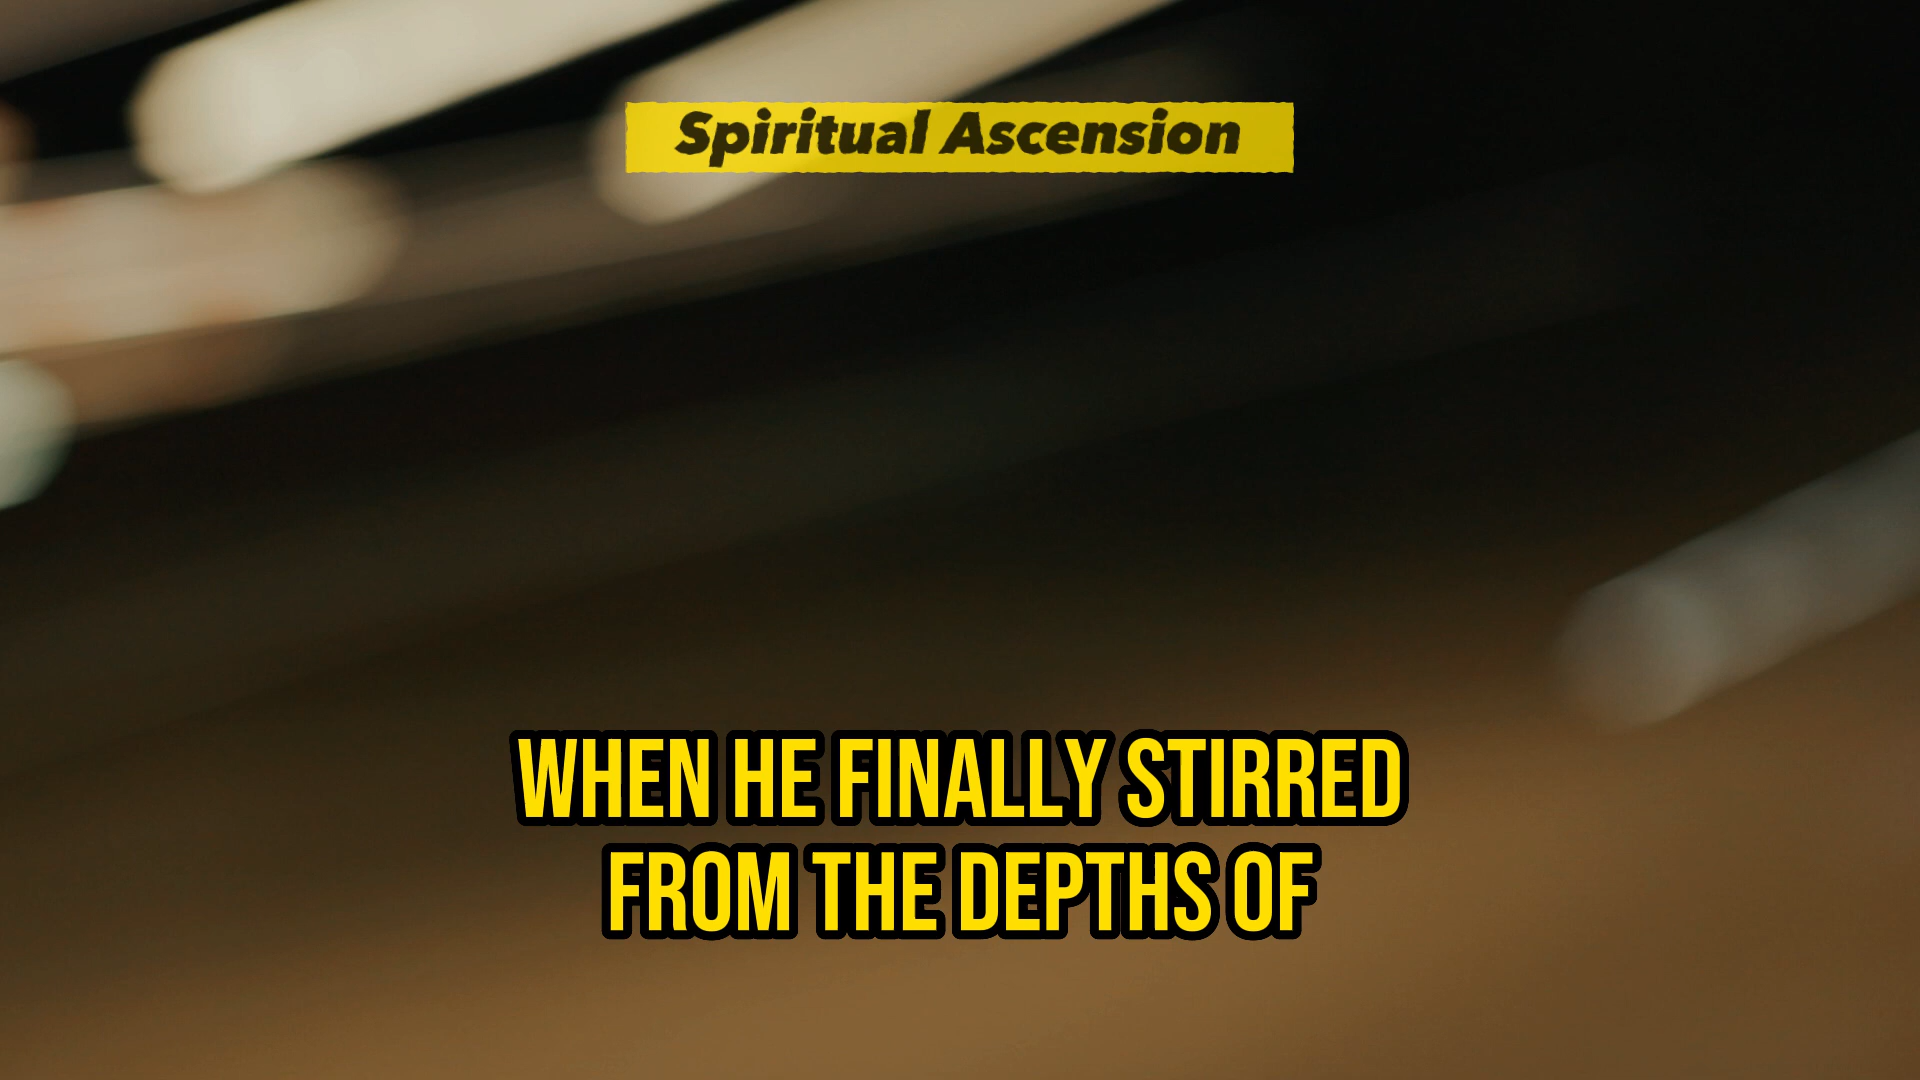 Spiritual Ascension
WHEN HE FINALLY STIRRED
FROM THE DEPTHS OF